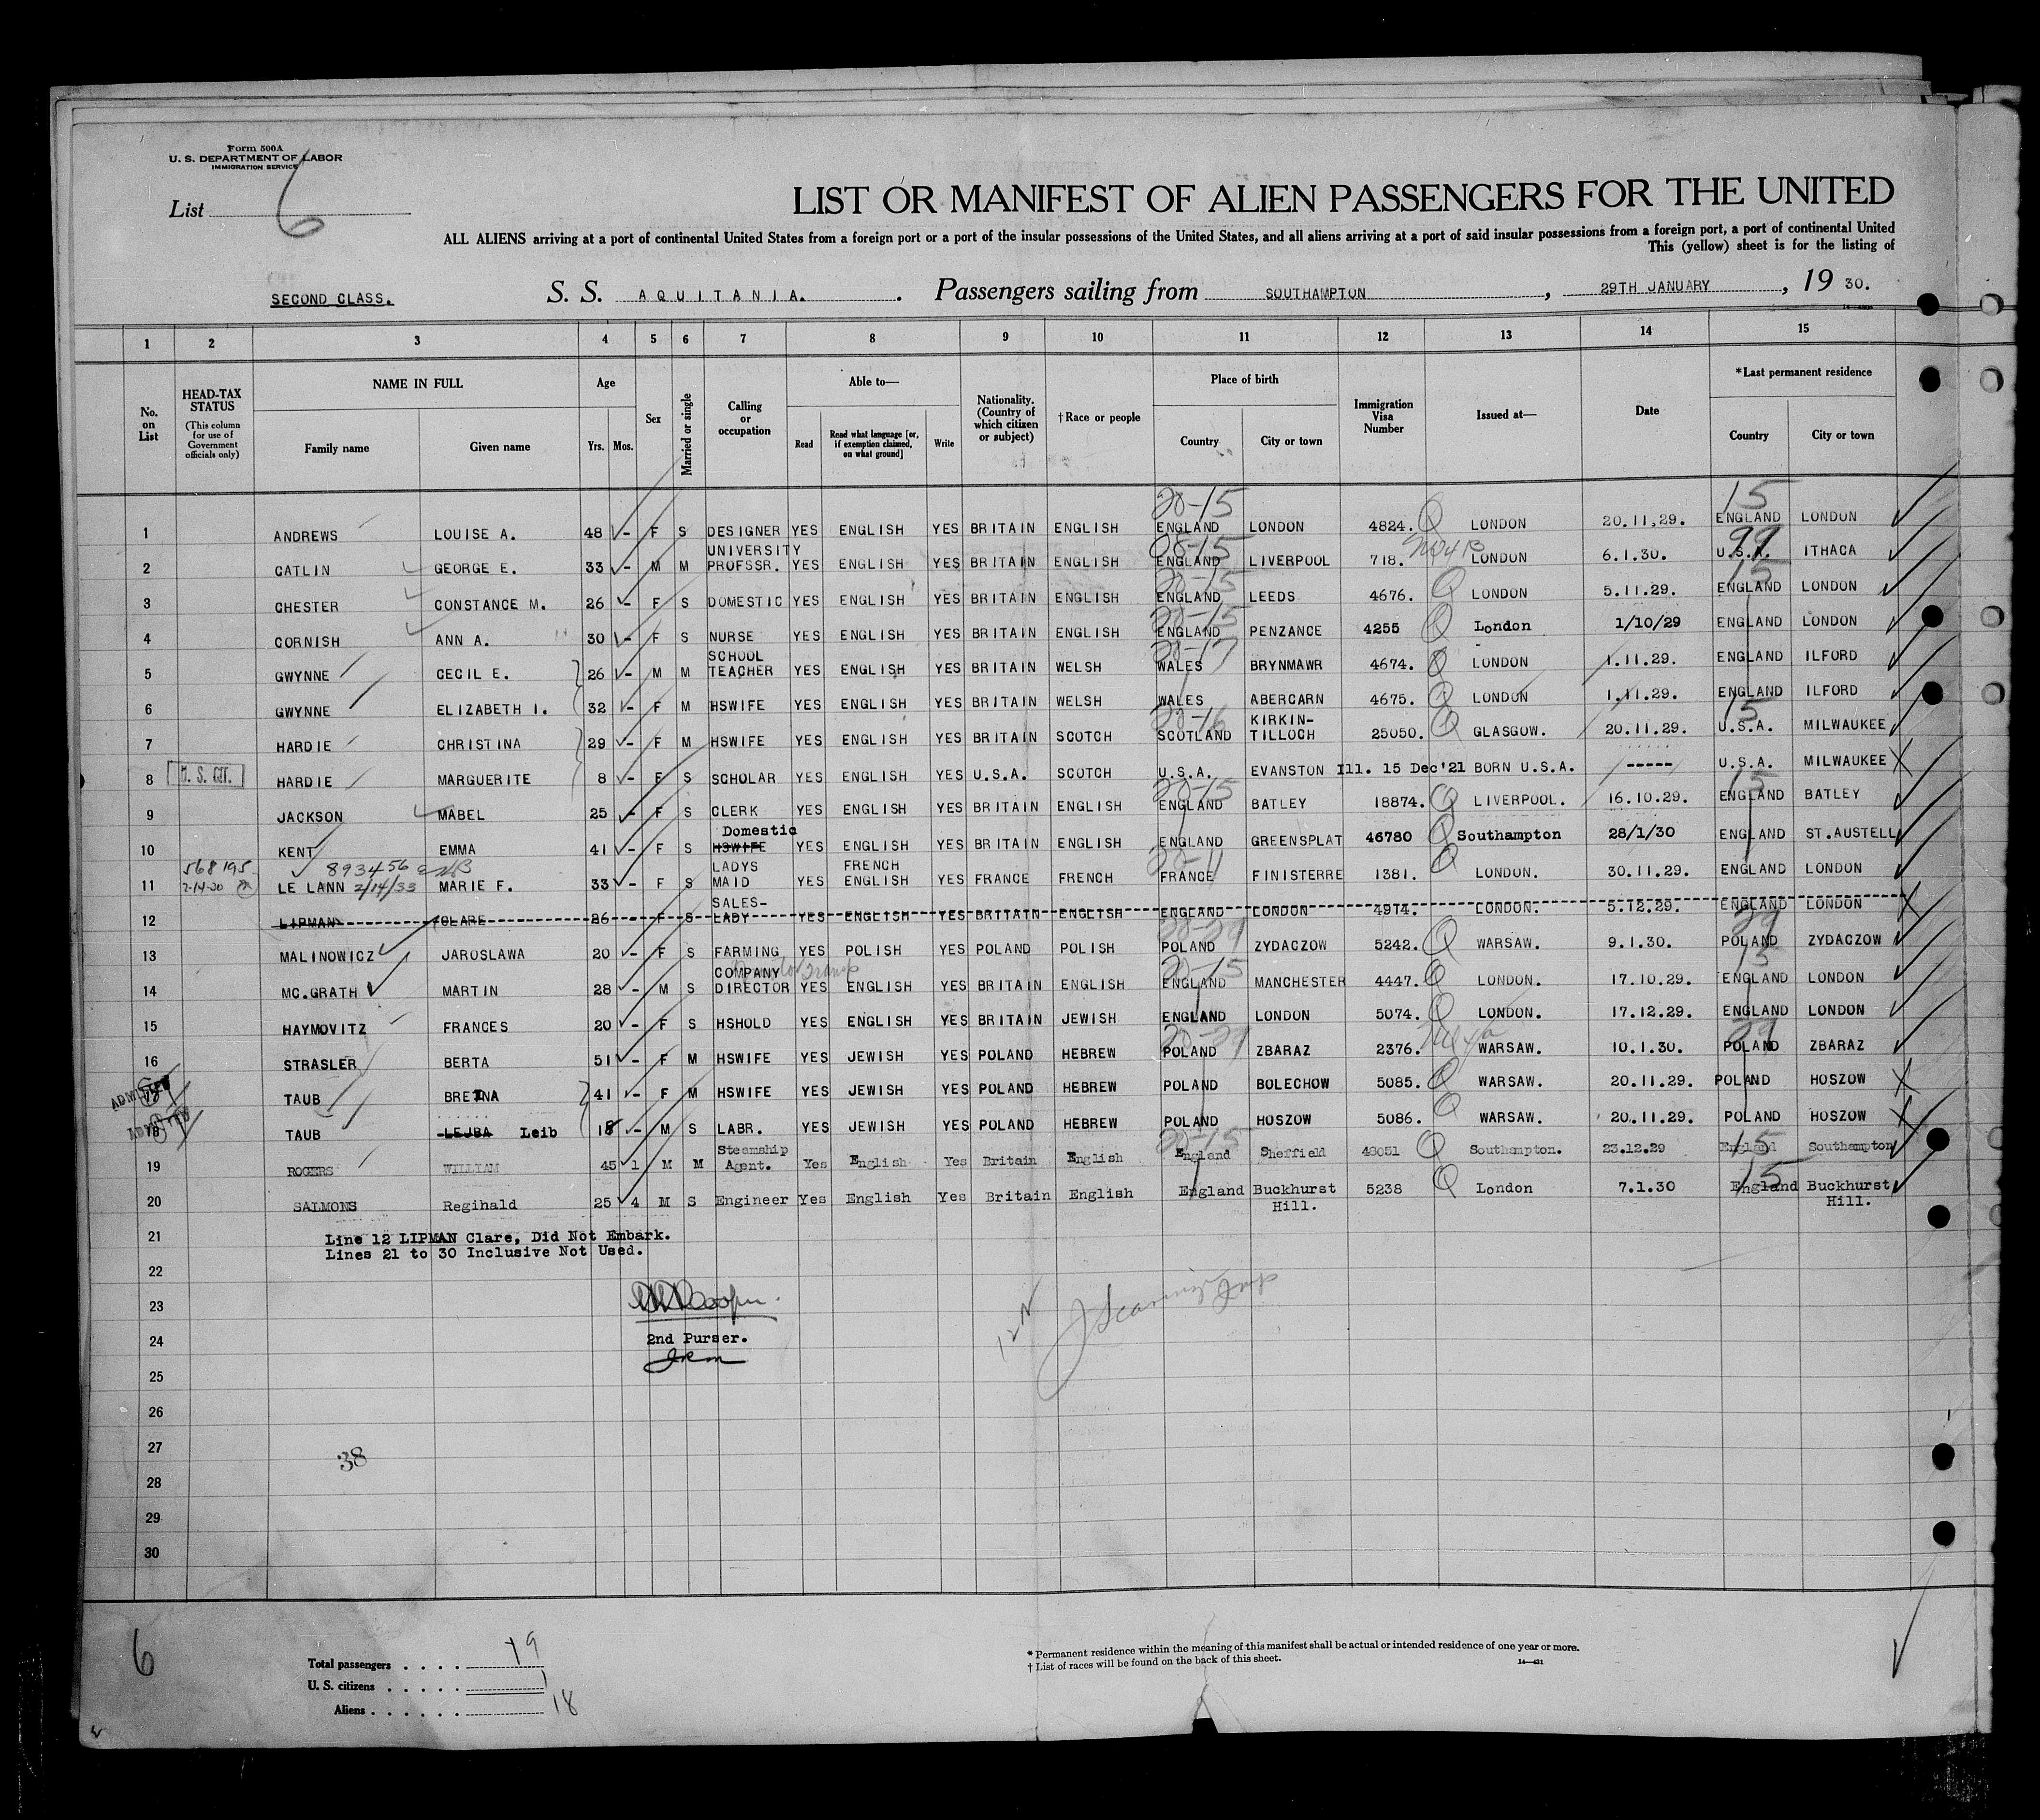 Form 500A
U. S. DEPARTMENT OF LABOR
IMMIGRATION SERVICE
List 6
LIST OR MANIFEST OF ALIEN PASSENGERS FOR THE UNITED
ALL ALIENS arriving at a port of continental United States from a foreign port or a port of the insular possessions of the United States, and all aliens arriving at a port of said insular possessions from a foreign port, a port of continental United
This (yellow) sheet is for the listing of
SECOND CLASS. S. S. AQUITANIA. Passengers sailing from SOUTHAMPTON, 29TH JANUARY, 19 30.
1 2 3 4 5 6 7 8 9 10 11 12 13 14 15
No. on List
HEAD-TAX STATUS (This column for use of Government officials only)
NAME IN FULL
Family name Given name
Age
Yrs. Mos.
Sex
Married or single
Calling or occupation
Able to—
Read
Read what language [or, if exemption claimed, on what ground]
Write
Nationality. (Country of which citizen or subject)
† Race or people
Place of birth
Country City or town
Immigration Visa Number
Issued at—
Date
*Last permanent residence
Country City or town
20-15 15
1 ANDREWS LOUISE A. 48 - F S DESIGNER YES ENGLISH YES BRITAIN ENGLISH ENGLAND LONDON 4824. LONDON 20.11.29. ENGLAND LONDON
2 CATLIN GEORGE E. 33 - M M UNIVERSITY PROFSSR. YES ENGLISH YES BRITAIN ENGLISH ENGLAND LIVERPOOL 718. LONDON 6.1.30. U.S.A. ITHACA
3 CHESTER CONSTANCE M. 26 - F S DOMESTIC YES ENGLISH YES BRITAIN ENGLISH ENGLAND LEEDS 4676. LONDON 5.11.29. ENGLAND LONDON
4 CORNISH ANN A. 30 - F S NURSE YES ENGLISH YES BRITAIN ENGLISH ENGLAND PENZANCE 4255 London 1/10/29 ENGLAND LONDON
5 GWYNNE CECIL E. 26 - M M SCHOOL TEACHER YES ENGLISH YES BRITAIN WELSH WALES BRYNMAWR 4674. LONDON 1.11.29. ENGLAND ILFORD
6 GWYNNE ELIZABETH I. 32 - F M HSWIFE YES ENGLISH YES BRITAIN WELSH WALES ABERCARN 4675. LONDON 1.11.29. ENGLAND ILFORD
7 HARDIE CHRISTINA 29 - F M HSWIFE YES ENGLISH YES BRITAIN SCOTCH SCOTLAND KIRKIN-TILLOCH 25050. GLASGOW. 20.11.29. U.S.A. MILWAUKEE
8 U. S. CIT. HARDIE MARGUERITE 8 - F S SCHOLAR YES ENGLISH YES U.S.A. SCOTCH U.S.A. EVANSTON Ill. 15 Dec'21 BORN U.S.A. ----- U.S.A. MILWAUKEE
9 JACKSON MABEL 25 - F S CLERK YES ENGLISH YES BRITAIN ENGLISH ENGLAND BATLEY 18874. LIVERPOOL. 16.10.29. ENGLAND BATLEY
10 KENT EMMA 41 - F S Domestic HSWIFE YES ENGLISH YES BRITAIN ENGLISH ENGLAND GREENSPLAT 46780 Southampton 28/1/30 ENGLAND ST.AUSTELL
568195 893456
11 2-14-30 LE LANN 2/14/33 MARIE F. 33 - F S LADYS MAID YES FRENCH ENGLISH YES FRANCE FRENCH FRANCE FINISTERRE 1381. LONDON. 30.11.29. ENGLAND LONDON
12 LIPMAN CLARE 26 - F S SALES-LADY YES ENGLISH YES BRITAIN ENGLISH ENGLAND LONDON 4974. LONDON. 5.12.29. ENGLAND LONDON
13 MALINOWICZ JAROSLAWA 20 - F S FARMING YES POLISH YES POLAND POLISH POLAND ZYDACZOW 5242. WARSAW. 9.1.30. POLAND ZYDACZOW
14 MC.GRATH MARTIN 28 - M S COMPANY DIRECTOR YES ENGLISH YES BRITAIN ENGLISH ENGLAND MANCHESTER 4447. LONDON. 17.10.29. ENGLAND LONDON
15 HAYMOVITZ FRANCES 20 - F S HSHOLD YES ENGLISH YES BRITAIN JEWISH ENGLAND LONDON 5074. LONDON. 17.12.29. ENGLAND LONDON
16 STRASLER BERTA 51 - F M HSWIFE YES JEWISH YES POLAND HEBREW POLAND ZBARAZ 2376. WARSAW. 10.1.30. POLAND ZBARAZ
ADMITTED TAUB BREINA 41 - F M HSWIFE YES JEWISH YES POLAND HEBREW POLAND BOLECHOW 5085. WARSAW. 20.11.29. POLAND HOSZOW
ADMITTED 18 TAUB LEJBA Leib 18 - M S LABR. YES JEWISH YES POLAND HEBREW POLAND HOSZOW 5086. WARSAW. 20.11.29. POLAND HOSZOW
19 ROGERS WILLIAM 45 1 M M Steamship Agent. Yes English Yes Britain English England Sheffield 48051 Southampton. 23.12.29 England Southampton
20 SALMONS Reginald 25 4 M S Engineer Yes English Yes Britain English England Buckhurst Hill. 5238 London 7.1.30 England Buckhurst Hill.
21 Line 12 LIPMAN Clare, Did Not Embark.
Lines 21 to 30 Inclusive Not Used.
22
23
24 2nd Purser.
25
26
27
38
28
29
30
6
Total passengers . . . . 19
U. S. citizens . . . . . 1
Aliens . . . . . . 18
* Permanent residence within the meaning of this manifest shall be actual or intended residence of one year or more.
† List of races will be found on the back of this sheet.
14—421